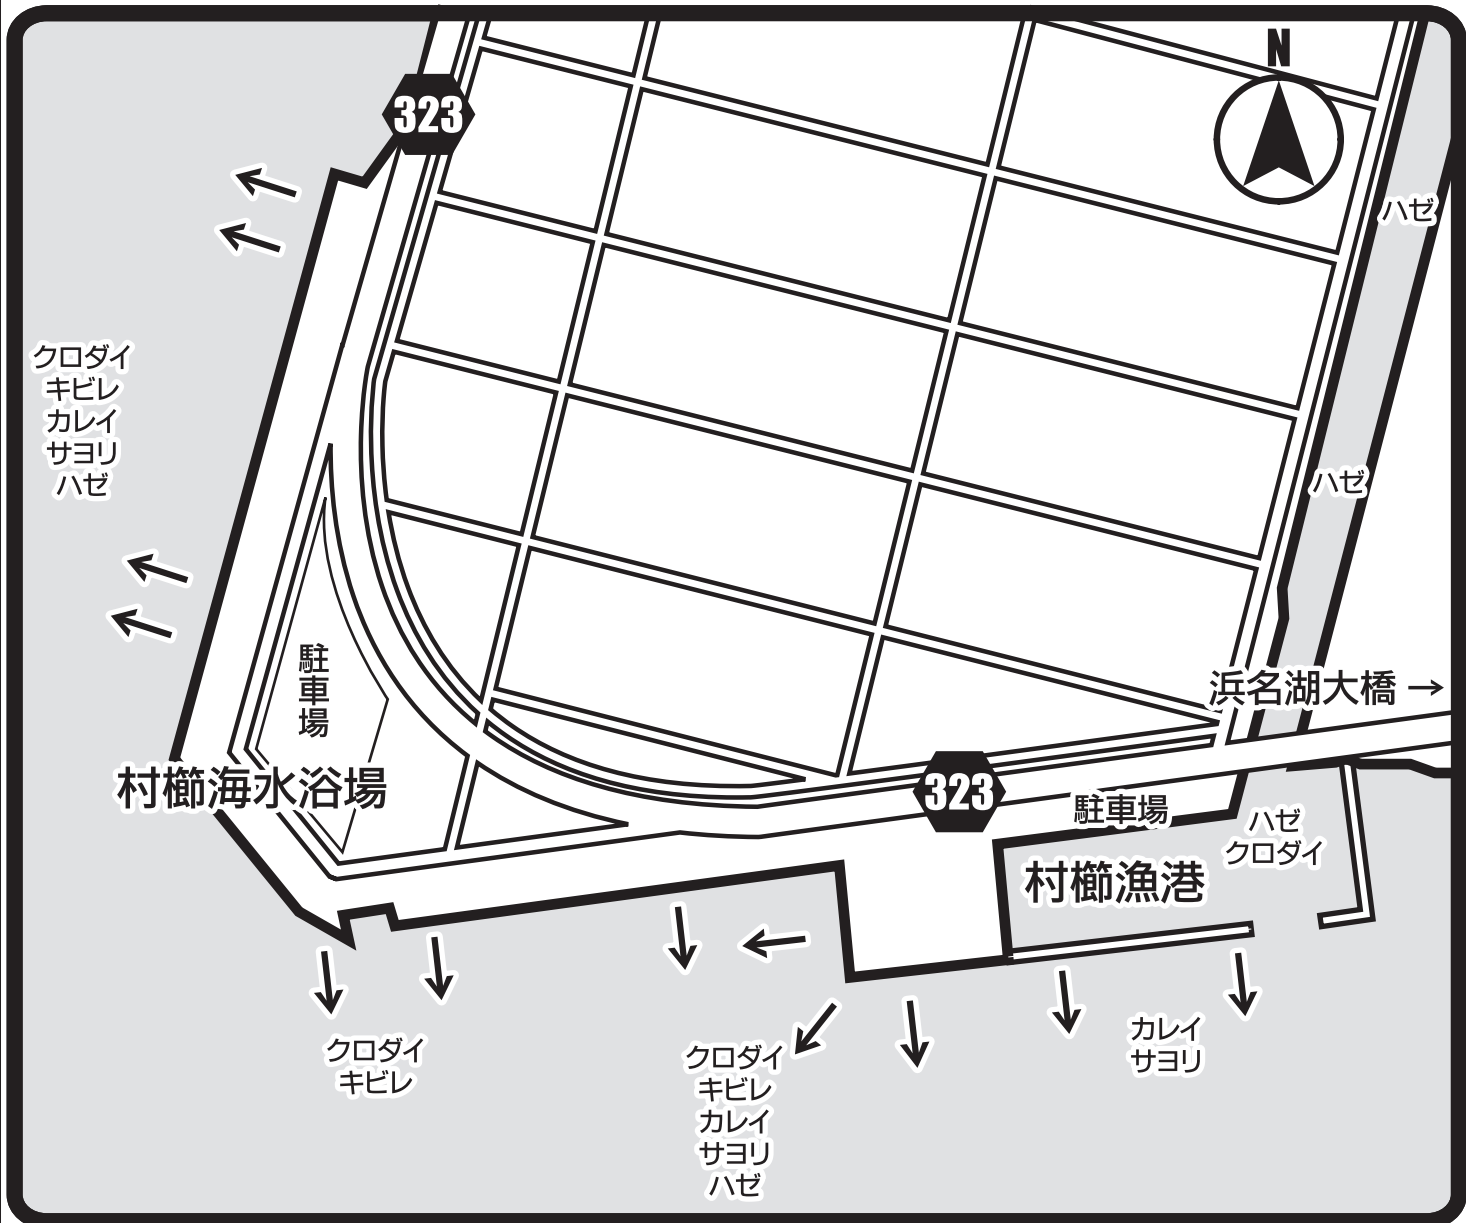 N
323
ハゼ
クロダイ
キビレ
カレイ
サヨリ
ハゼ
ハゼ
駐車場
浜名湖大橋→
村櫛海水浴場
323
駐車場
ハゼ
クロダイ
村櫛漁港
クロダイ
キビレ
クロダイ
キビレ
カレイ
サヨリ
ハゼ
カレイ
サヨリ